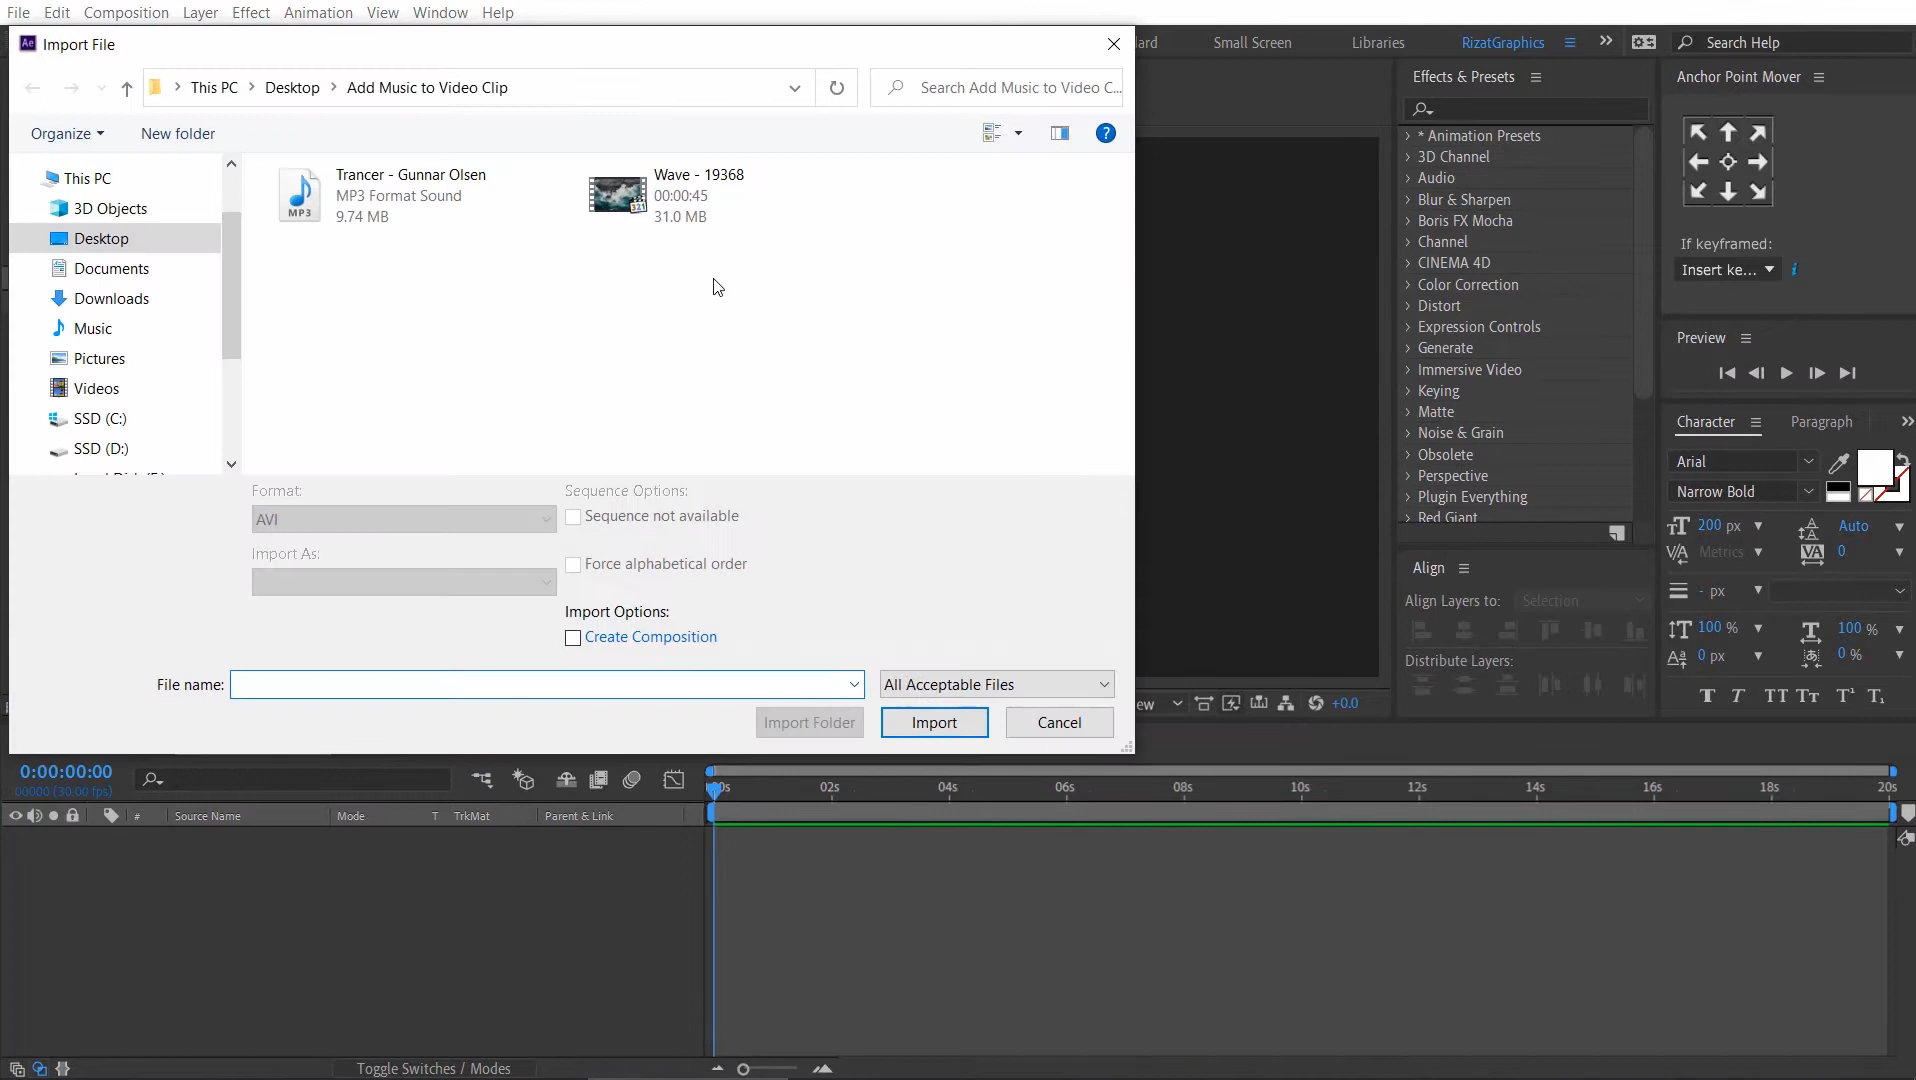 File Edit Composition Layer Effect Animation View Window Help
Ae Import File
This PC > Desktop > Add Music to Video Clip
Search Add Music to Video C...
Organize New folder
This PC
3D Objects
Desktop
Documents
Downloads
Music
Pictures
Videos
SSD (C:)
SSD (D:)
MP3
Trancer - Gunnar Olsen
MP3 Format Sound
9.74 MB
321
Wave - 19368
00:00:45
31.0 MB
Format:
AVI
Import As:
Sequence Options:
Sequence not available
Force alphabetical order
Import Options:
Create Composition
File name:
All Acceptable Files
Import Folder Import Cancel
Small Screen Libraries RizatGraphics Search Help
Effects & Presets
* Animation Presets
3D Channel
Audio
Blur & Sharpen
Boris FX Mocha
Channel
CINEMA 4D
Color Correction
Distort
Expression Controls
Generate
Immersive Video
Keying
Matte
Noise & Grain
Obsolete
Perspective
Plugin Everything
Red Giant
Align
Align Layers to: Selection
Distribute Layers:
Anchor Point Mover
If keyframed:
Insert ke...
Preview
Character Paragraph
Arial
Narrow Bold
200 px Auto
Metrics 0
- px
100 % 100 %
0 px 0 %
+0.0
0:00:00:00
00000 (30.00 fps)
# Source Name Mode T TrkMat Parent & Link
02s 04s 06s 08s 10s 12s 14s 16s 18s 20s
Toggle Switches / Modes